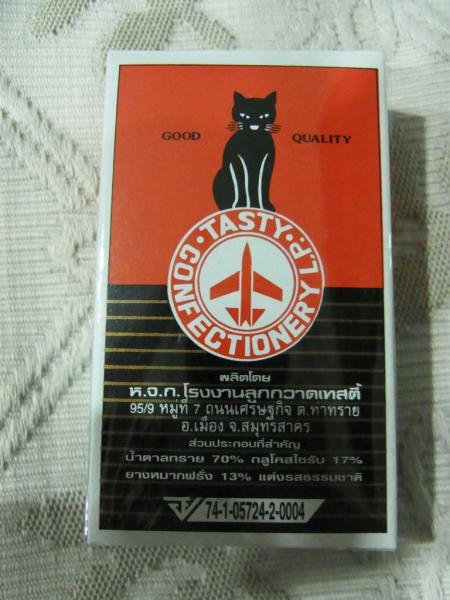 GOOD QUALITY
TASTY
CONFECTIONERY L.P.
ผลิตโดย
ห.จ.ก.โรงงานลูกกวาดเทสตี้
95/9 หมู่ที่ 7 ถนนเศรษฐกิจ ต.ท่าทราย
อ.เมือง จ.สมุทรสาคร
ส่วนประกอบที่สำคัญ
น้ำตาลทราย 70% กลูโคสไซรัป 17%
ยางหมากฝรั่ง 13% แต่งรสธรรมชาติ
74-1-05724-2-0004